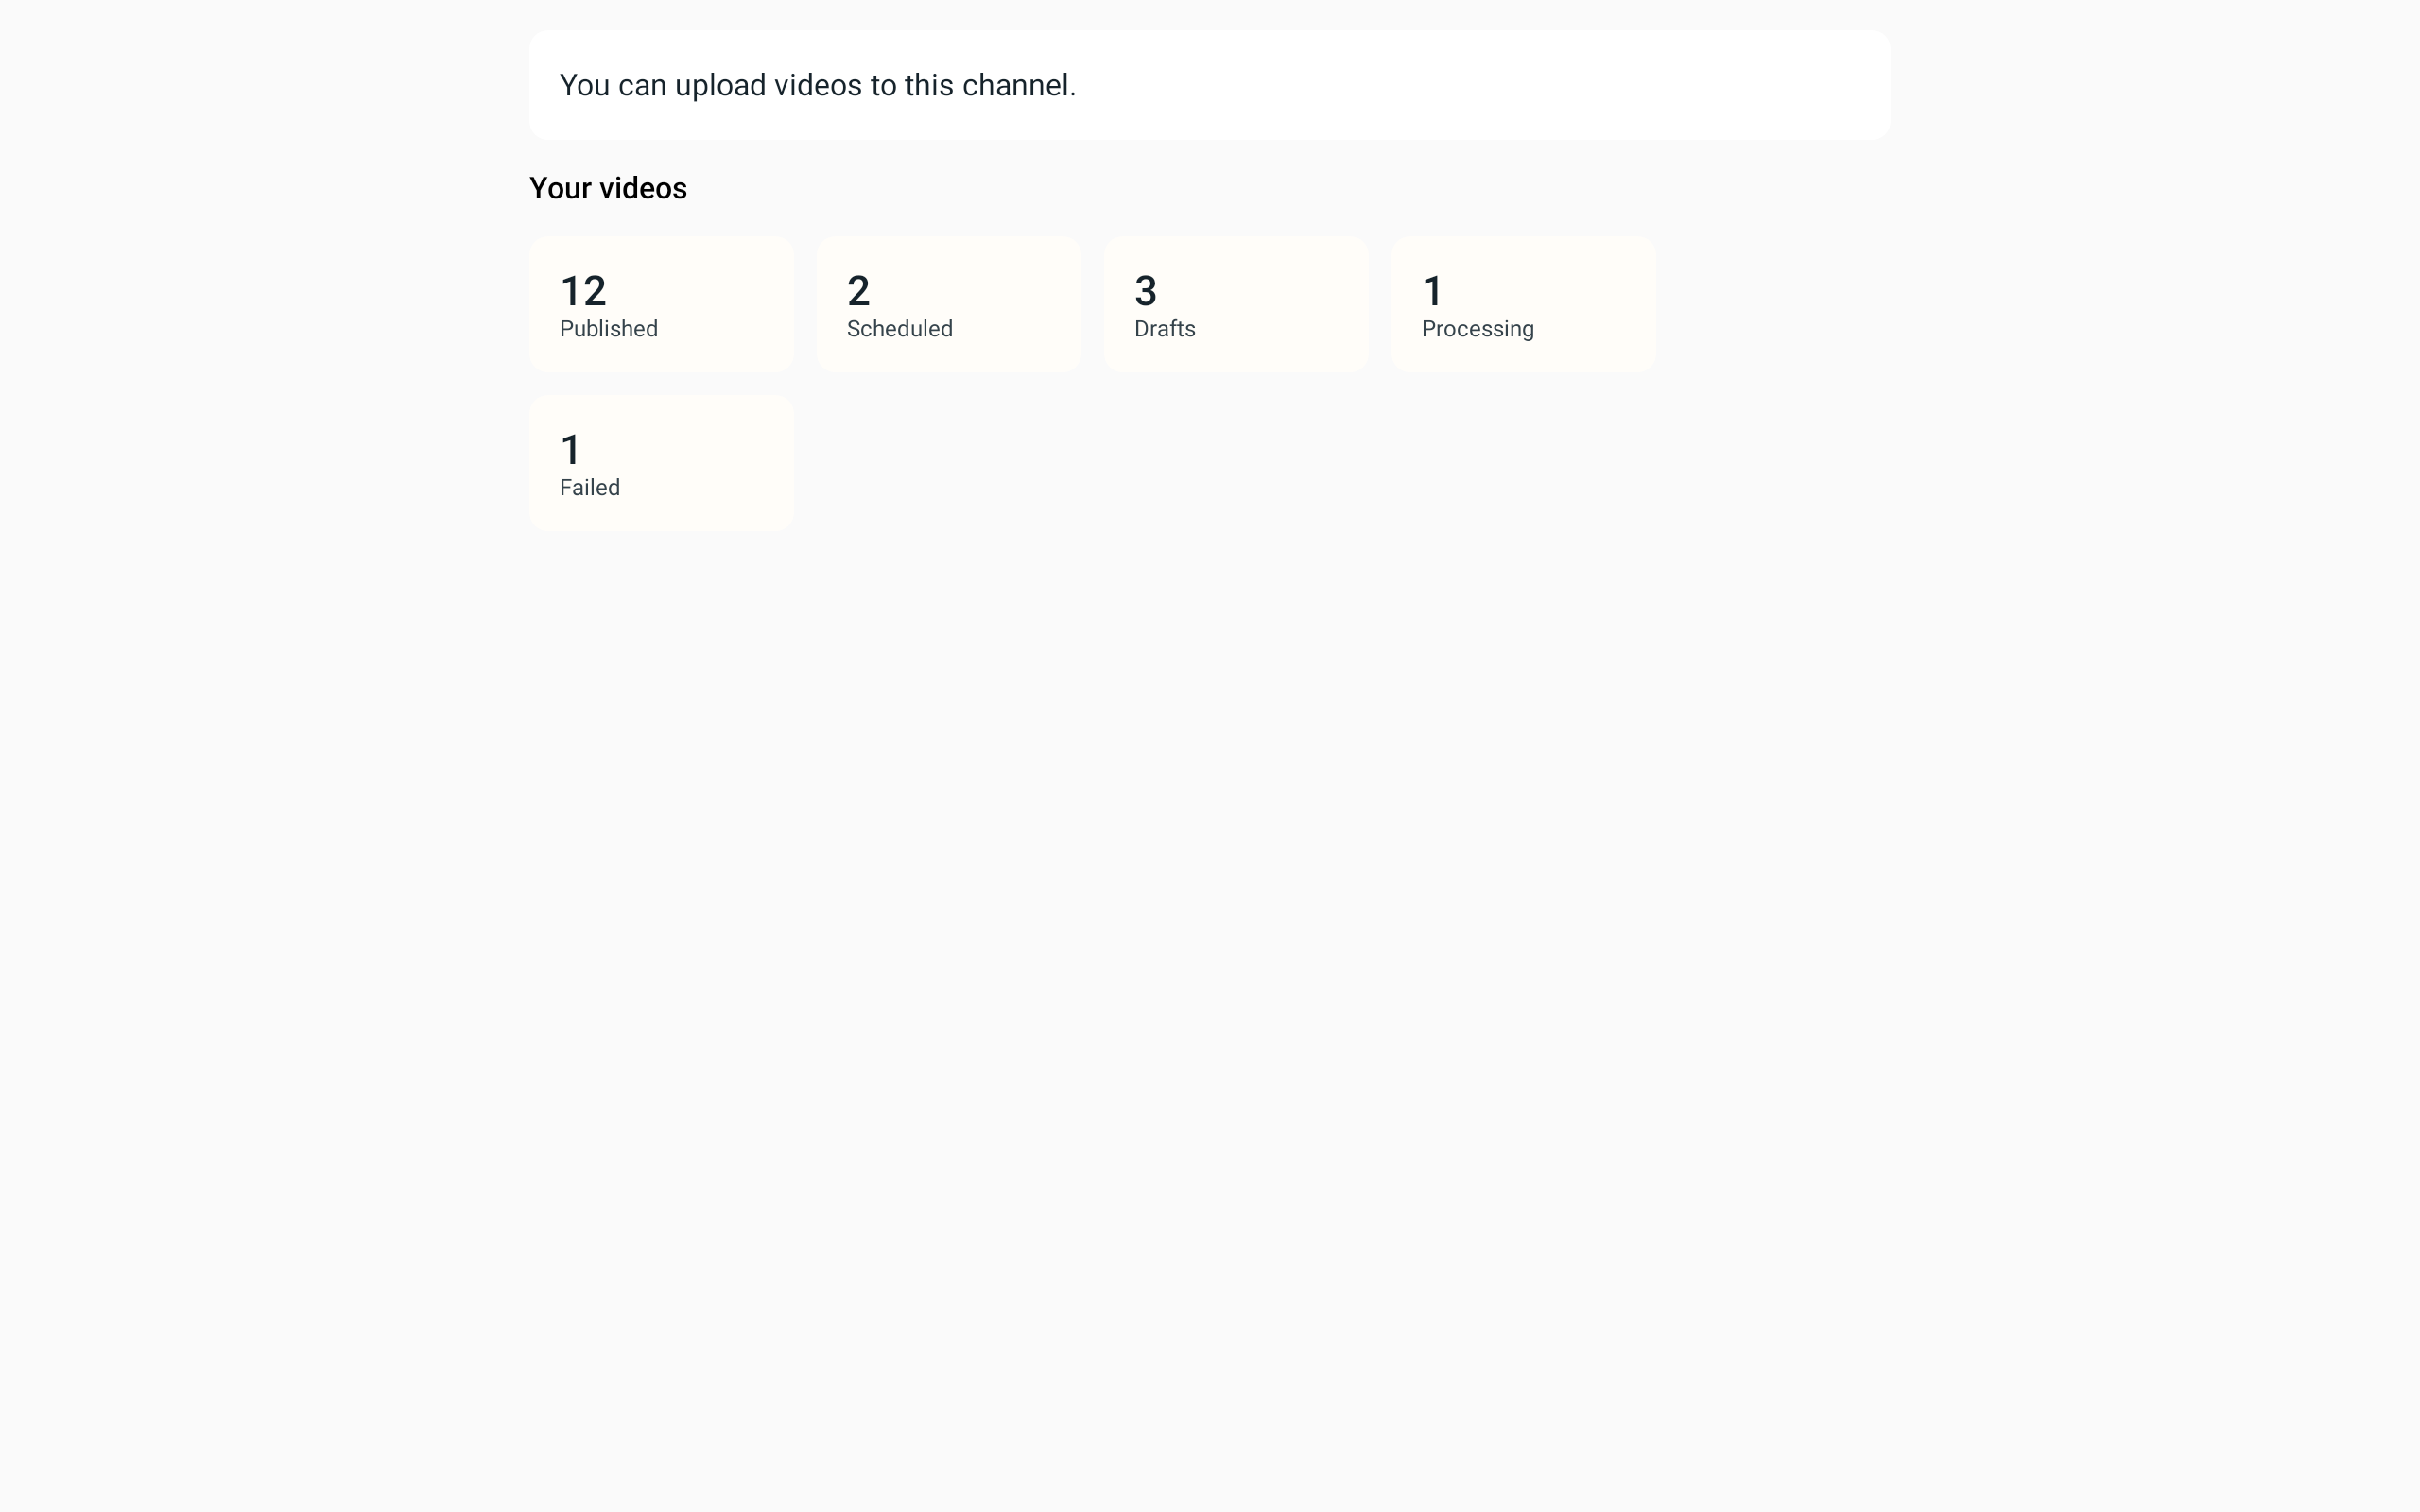 You can upload videos to this channel.
Your videos
12
Published
2
Scheduled
3
Drafts
1
Processing
1
Failed